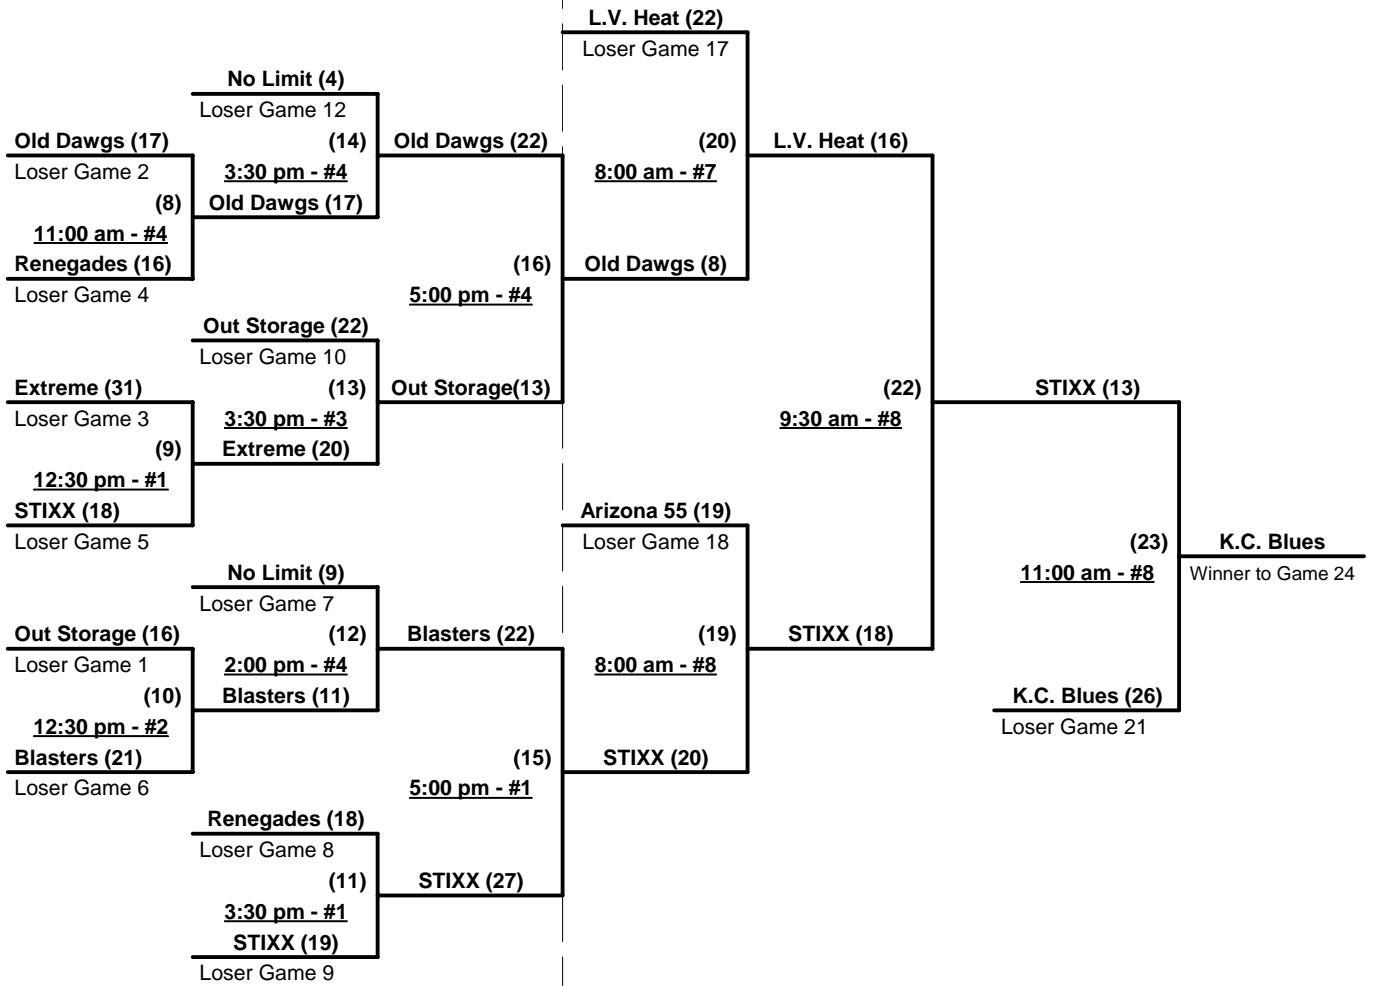 L.V. Heat (22)
Loser Game 17
No Limit (4)
Loser Game 12
Old Dawgs (17)
(14)
Old Dawgs (22)
(20)
L.V. Heat (16)
Loser Game 2
3:30 pm - #4
8:00 am - #7
(8)
Old Dawgs (17)
11:00 am - #4
Renegades (16)
(16)
Old Dawgs (8)
Loser Game 4
5:00 pm - #4
Out Storage (22)
Loser Game 10
Extreme (31)
(13)
Out Storage(13)
(22)
STIXX (13)
Loser Game 3
3:30 pm - #3
9:30 am - #8
(9)
Extreme (20)
12:30 pm - #1
STIXX (18)
Arizona 55 (19)
Loser Game 5
Loser Game 18
(23)
K.C. Blues
No Limit (9)
11:00 am - #8
Winner to Game 24
Loser Game 7
Out Storage (16)
(12)
Blasters (22)
(19)
STIXX (18)
Loser Game 1
2:00 pm - #4
8:00 am - #8
(10)
Blasters (11)
K.C. Blues (26)
12:30 pm - #2
Loser Game 21
Blasters (21)
(15)
STIXX (20)
Loser Game 6
5:00 pm - #1
Renegades (18)
Loser Game 8
(11)
STIXX (27)
3:30 pm - #1
STIXX (19)
Loser Game 9